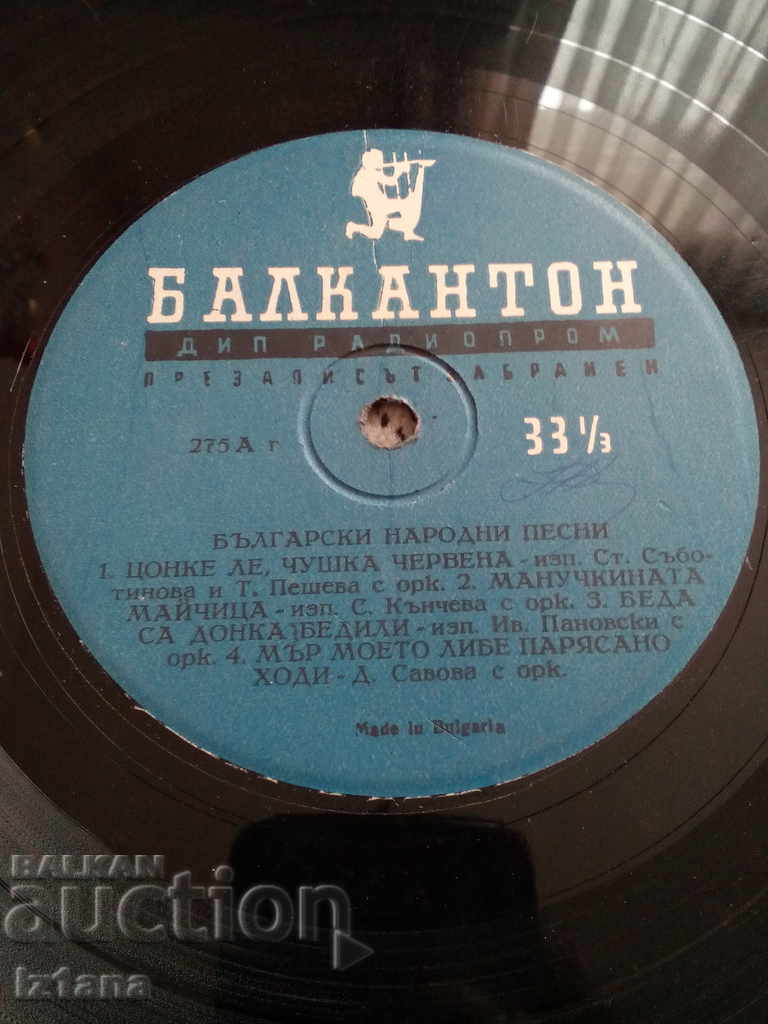 БАЛКАНТОН
ДИП РАДИОПРОМ
ПРЕЗАПИСЪТ ЗАБРАНЕН
275 А г
33 1/3
БЪЛГАРСКИ НАРОДНИ ПЕСНИ
1. ЦОНКЕ ЛЕ, ЧУШКА ЧЕРВЕНА - изп. Ст. Събо-
тинова и Т. Пешева с орк. 2. МАНУЧКИНАТА
МАЙЧИЦА - изп. С. Кънчева с орк. 3. БЕДА
СА ДОНКА БЕДИЛИ - изп. Ив. Пановски с
орк. 4. МЪР МОЕТО ЛИБЕ ПАРЯСАНО
ХОДИ - Д. Савова с орк.
Made in Bulgaria
BALKAN
auction
Iz1ana